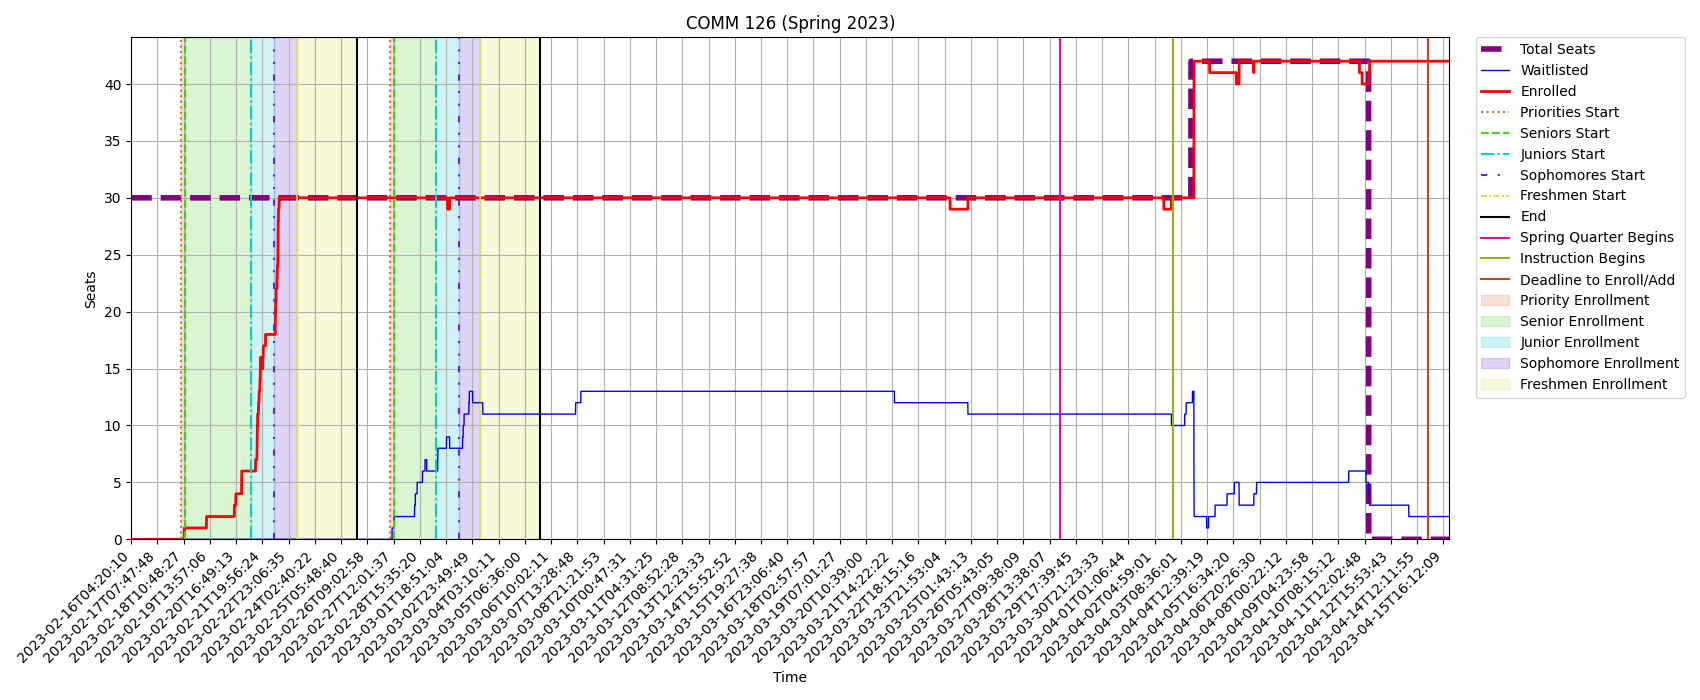 COMM 126 (Spring 2023)
Seats
40
35
30
25
20
15
10
5
0
2023-02-16T04:20:10
2023-02-17T07:47:48
2023-02-18T10:48:27
2023-02-19T13:57:06
2023-02-20T16:49:13
2023-02-21T19:56:24
2023-02-22T23:06:35
2023-02-24T02:40:22
2023-02-25T05:48:40
2023-02-26T09:02:58
2023-02-27T12:01:37
2023-02-28T15:35:20
2023-03-01T18:51:04
2023-03-02T23:49:49
2023-03-04T03:10:11
2023-03-05T06:36:00
2023-03-06T10:02:11
2023-03-07T13:28:48
2023-03-08T21:21:53
2023-03-10T00:47:31
2023-03-11T04:31:25
2023-03-12T08:52:28
2023-03-13T12:23:33
2023-03-14T15:52:52
2023-03-15T19:27:38
2023-03-16T23:06:40
2023-03-18T02:57:57
2023-03-19T07:01:27
2023-03-20T10:39:00
2023-03-21T14:22:22
2023-03-22T18:15:16
2023-03-23T21:53:04
2023-03-25T01:43:13
2023-03-26T05:43:05
2023-03-27T09:38:09
2023-03-28T13:38:07
2023-03-29T17:39:45
2023-03-30T21:23:33
2023-04-01T01:06:44
2023-04-02T04:59:01
2023-04-03T08:36:01
2023-04-04T12:39:19
2023-04-05T16:34:20
2023-04-06T20:26:30
2023-04-08T00:22:12
2023-04-09T04:23:58
2023-04-10T08:15:12
2023-04-11T12:02:48
2023-04-12T15:53:43
2023-04-14T12:11:55
2023-04-15T16:12:09
Time
Total Seats
Waitlisted
Enrolled
Priorities Start
Seniors Start
Juniors Start
Sophomores Start
Freshmen Start
End
Spring Quarter Begins
Instruction Begins
Deadline to Enroll/Add
Priority Enrollment
Senior Enrollment
Junior Enrollment
Sophomore Enrollment
Freshmen Enrollment